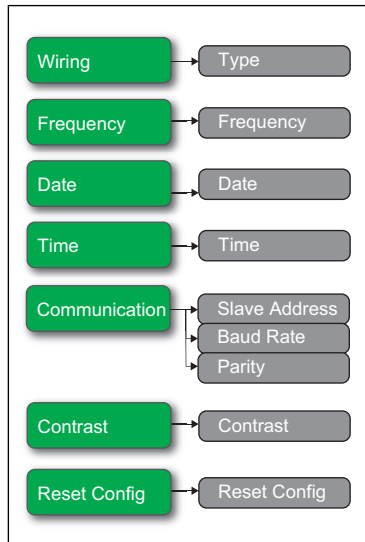 Wiring
Type
Frequency
Frequency
Date
Date
Time
Time
Communication
Slave Address
Baud Rate
Parity
Contrast
Contrast
Reset Config
Reset Config